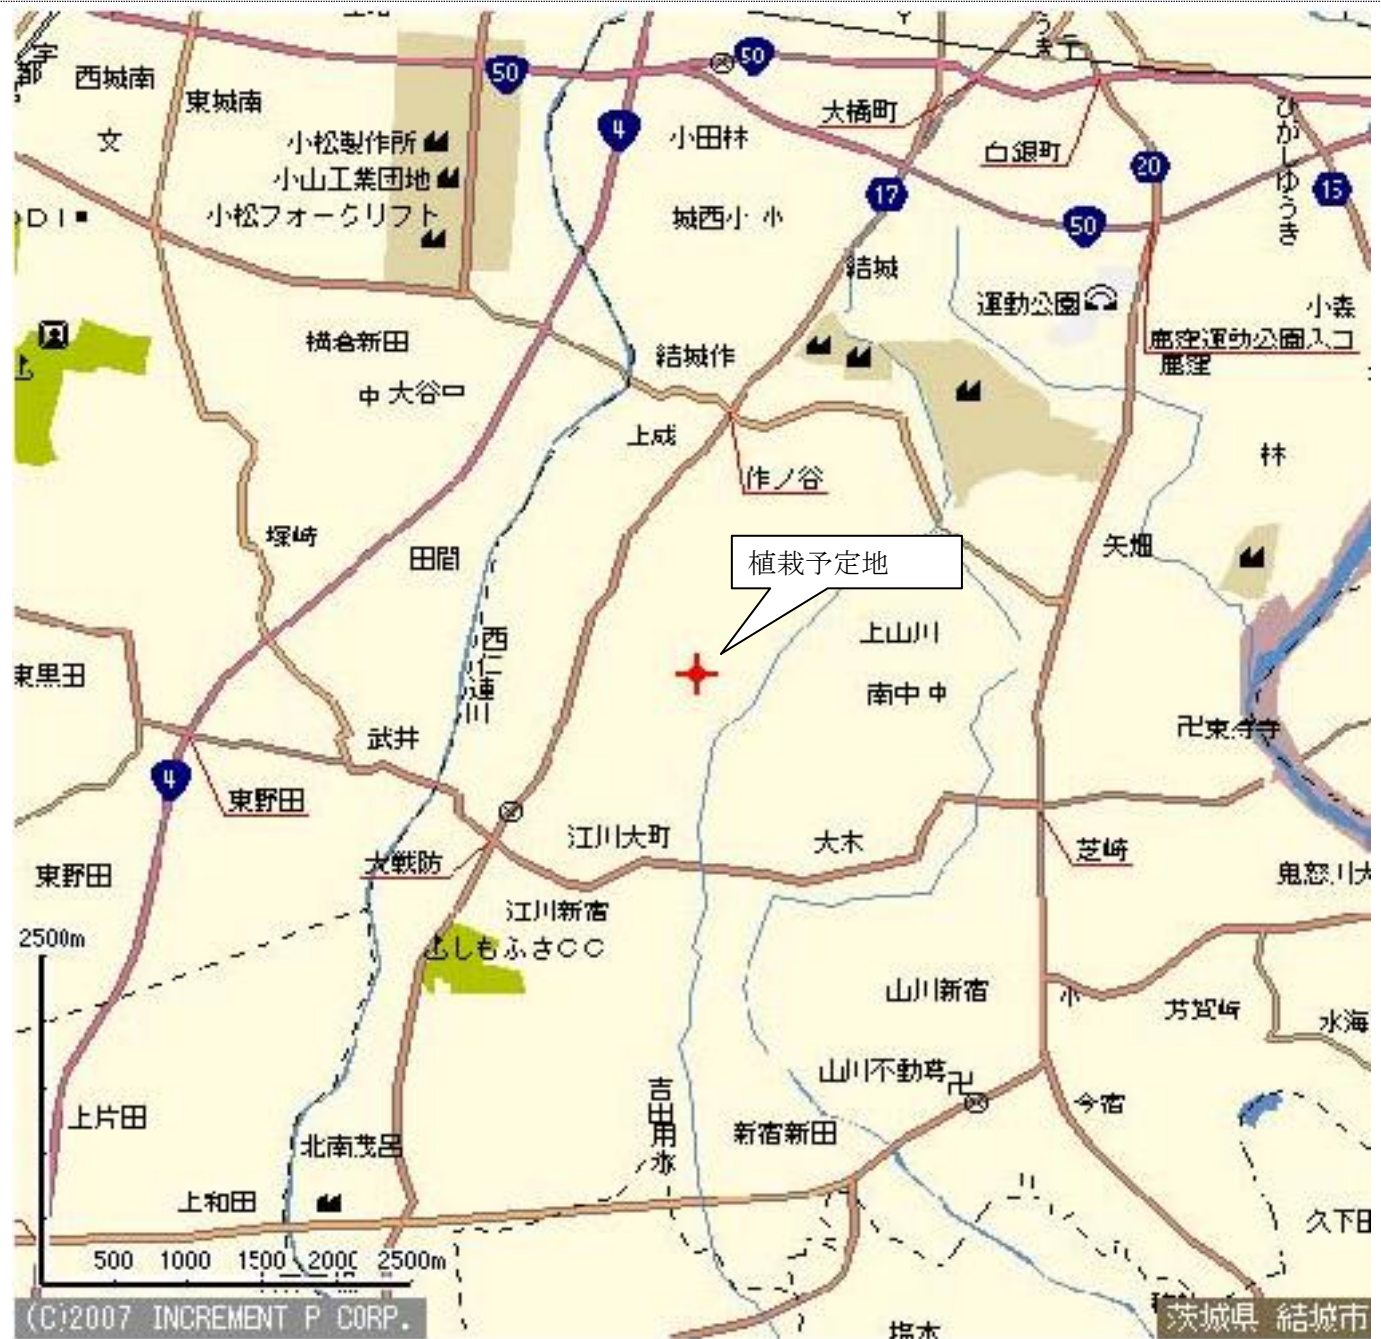 50
50
西城南
東城南
文
4
小田林
大橋町
小松製作所
小山工業団地
小松フォークリフト
白銀町
20
ひがしゆうき
17
15
城西小 小
50
結城
運動公園
小森
鹿窪運動公園入口
鹿窪
横倉新田
結城作
中 大谷口
上成
作ノ谷
林
塚崎
田間
矢畑
植栽予定地
西仁連川
上山川
東黒田
南中 中
武井
4
東野田
江川大町
大木
芝崎
大戦防
東野田
江川新宿
2500m
しもふさCC
山川新宿
小
芳賀崎
水海
山川不動尊
吉田用水
今宿
上片田
新宿新田
北南茂呂
上和田
久下田
500 1000 1500 2000 2500m
(C)2007 INCREMENT P CORP.
茨城県 結城市